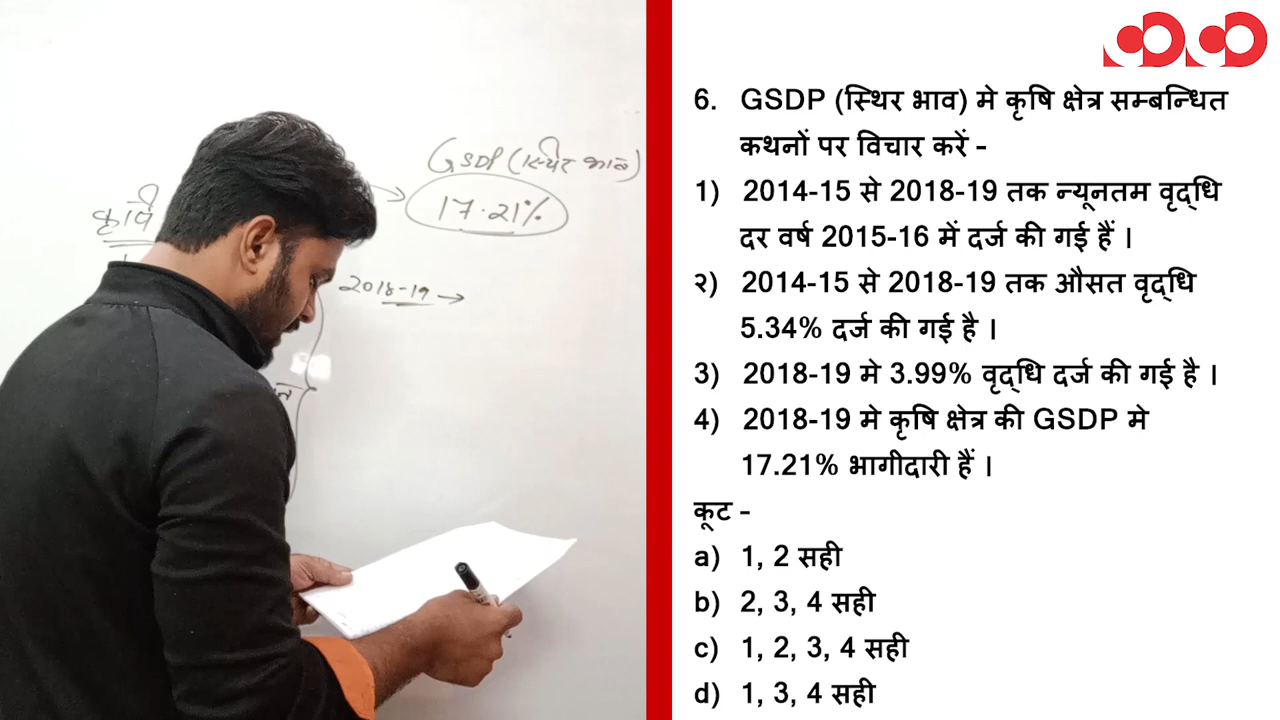 GSDP (स्थिर भाव)
कृषि
17.21%
2018-19 →
6. GSDP (स्थिर भाव) मे कृषि क्षेत्र सम्बन्धित
कथनों पर विचार करें -
1) 2014-15 से 2018-19 तक न्यूनतम वृद्धि
दर वर्ष 2015-16 में दर्ज की गई हैं ।
२) 2014-15 से 2018-19 तक औसत वृद्धि
5.34% दर्ज की गई है ।
3) 2018-19 मे 3.99% वृद्धि दर्ज की गई है ।
4) 2018-19 मे कृषि क्षेत्र की GSDP मे
17.21% भागीदारी हैं ।
कूट -
a) 1, 2 सही
b) 2, 3, 4 सही
c) 1, 2, 3, 4 सही
d) 1, 3, 4 सही